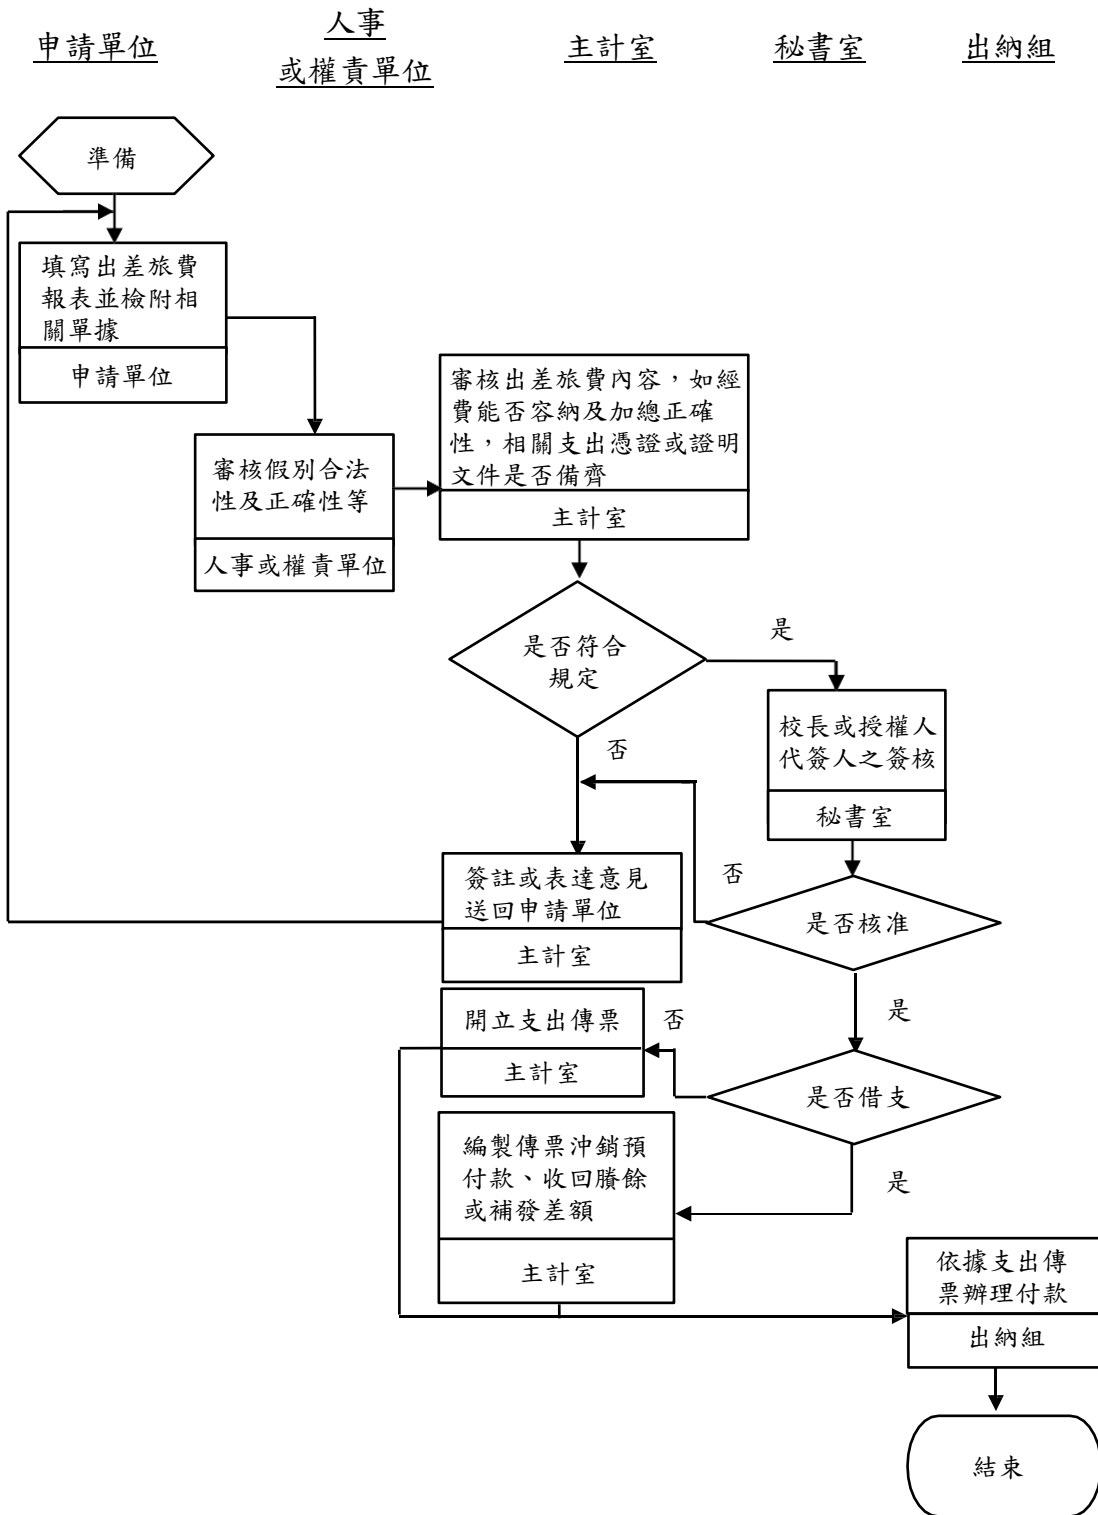 申請單位
人事
或權責單位
主計室
秘書室
出納組
準備
填寫出差旅費
報表並檢附相
關單據
申請單位
審核假別合法
性及正確性等
人事或權責單位
審核出差旅費內容，如經
費能否容納及加總正確
性，相關支出憑證或證明
文件是否備齊
主計室
是否符合
規定
是
否
校長或授權人
代簽人之簽核
秘書室
是否核准
否
是
簽註或表達意見
送回申請單位
主計室
是否借支
否
是
開立支出傳票
主計室
編製傳票沖銷預
付款、收回賸餘
或補發差額
主計室
依據支出傳
票辦理付款
出納組
結束